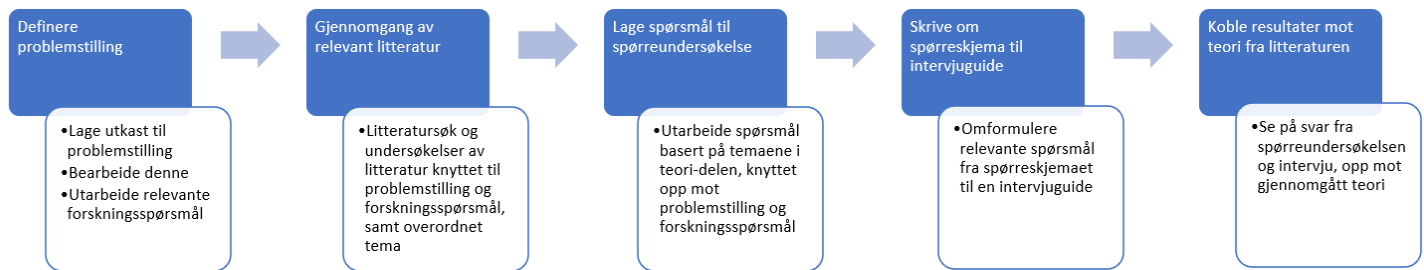 Definere
problemstilling
•Lage utkast til
problemstilling
•Bearbeide denne
•Utarbeide relevante
forskningsspørsmål
Gjennomgang av
relevant litteratur
•Litteratursøk og
undersøkelser av
litteratur knyttet til
problemstilling og
forskningsspørsmål,
samt overordnet
tema
Lage spørsmål til
spørreundersøkelse
•Utarbeide spørsmål
basert på temaene i
teori-delen, knyttet
opp mot
problemstilling og
forskningsspørsmål
Skrive om
spørreskjema til
intervjuguide
•Omformulere
relevante spørsmål
fra spørreskjemaet
til en intervjuguide
Koble resultater mot
teori fra litteraturen
•Se på svar fra
spørreundersøkelsen
og intervju, opp mot
gjennomgått teori